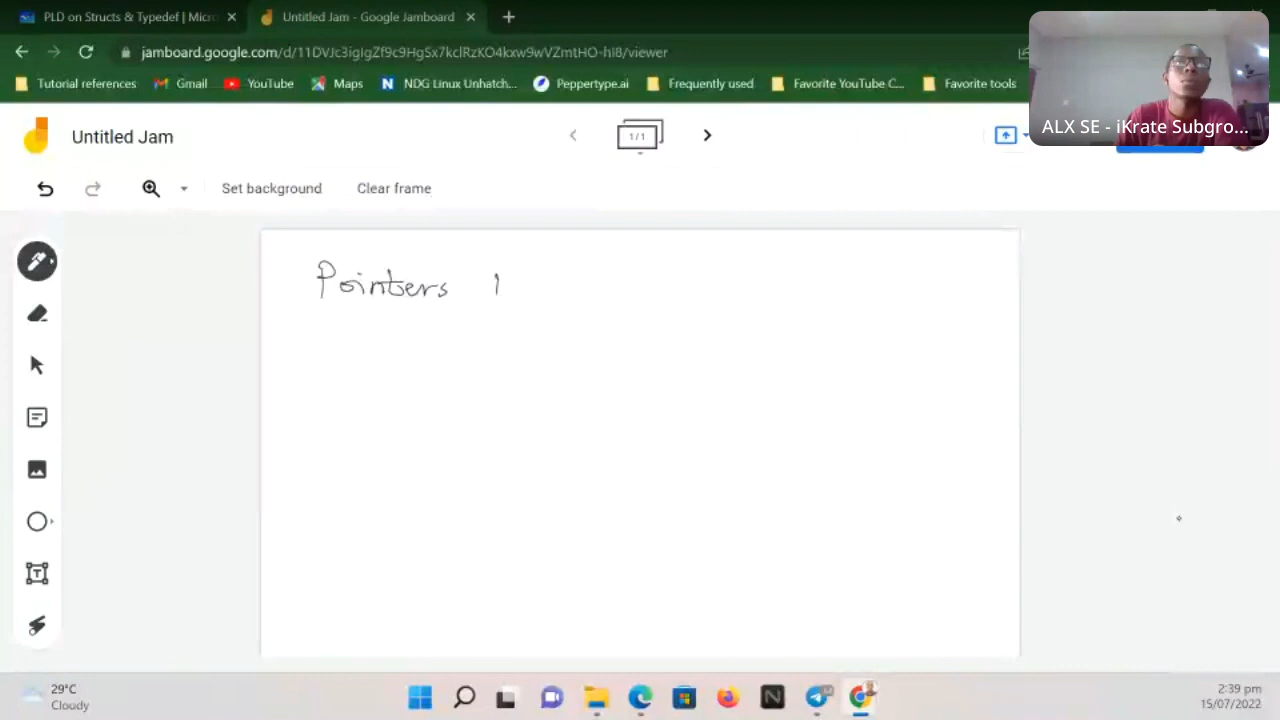 PLD on Structs & Typedef | Micr
Untitled Jam - Google Jamboard
jamboard.google.com/d/11DVJc3igIgZf9c9HgSx7kclRzKO4kxw9wVZmtHO-hI8/viewer
Tutorial references Gmail YouTube Maps NDG Linux Unhatch... Peppertype.ai Frequently used Favorite YouTube C... Favorite tools
ALX SE - iKrate Subgro...
Untitled Jam
1/1
Set background Clear frame
Pointers
29°C
Cloudy
2:39 pm
15/07/2022